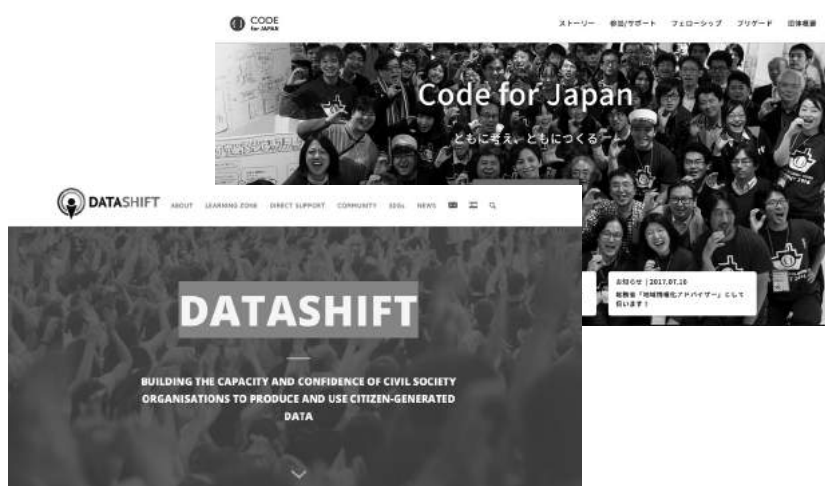 CODE
for JAPAN
ストーリー 参加/サポート フェローシップ ブリゲード 団体概要
Code for Japan
ともに考え、ともにつくる
お知らせ | 2017.07.10
総務省「地域情報化アドバイザー」として
伺います！
DATASHIFT ABOUT LEARNING ZONE DIRECT SUPPORT COMMUNITY SDGs NEWS
DATASHIFT
BUILDING THE CAPACITY AND CONFIDENCE OF CIVIL SOCIETY
ORGANISATIONS TO PRODUCE AND USE CITIZEN-GENERATED
DATA